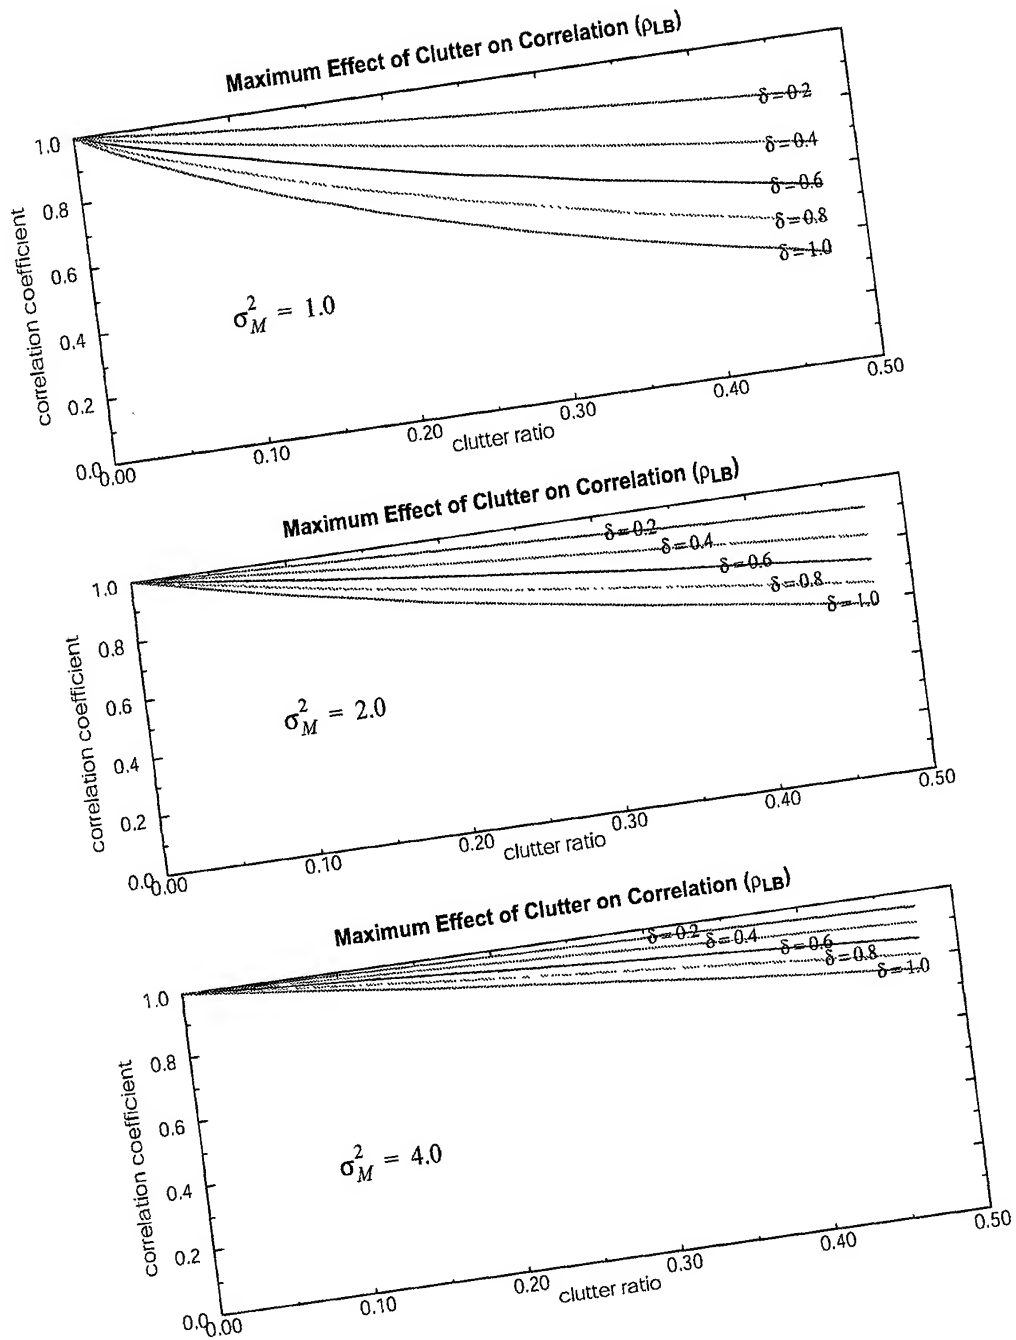 Maximum Effect of Clutter on Correlation (ρLB)
1.0
0.8
0.6
0.4
0.2
0.0
correlation coefficient
δ=0.2
δ=0.4
δ=0.6
δ=0.8
δ=1.0
σ²M = 1.0
0.00
0.10
0.20
0.30
0.40
0.50
clutter ratio
Maximum Effect of Clutter on Correlation (ρLB)
1.0
0.8
0.6
0.4
0.2
0.0
correlation coefficient
δ=0.2
δ=0.4
δ=0.6
δ=0.8
δ=1.0
σ²M = 2.0
0.00
0.10
0.20
0.30
0.40
0.50
clutter ratio
Maximum Effect of Clutter on Correlation (ρLB)
1.0
0.8
0.6
0.4
0.2
0.0
correlation coefficient
δ=0.2
δ=0.4
δ=0.6
δ=0.8
δ=1.0
σ²M = 4.0
0.00
0.10
0.20
0.30
0.40
0.50
clutter ratio